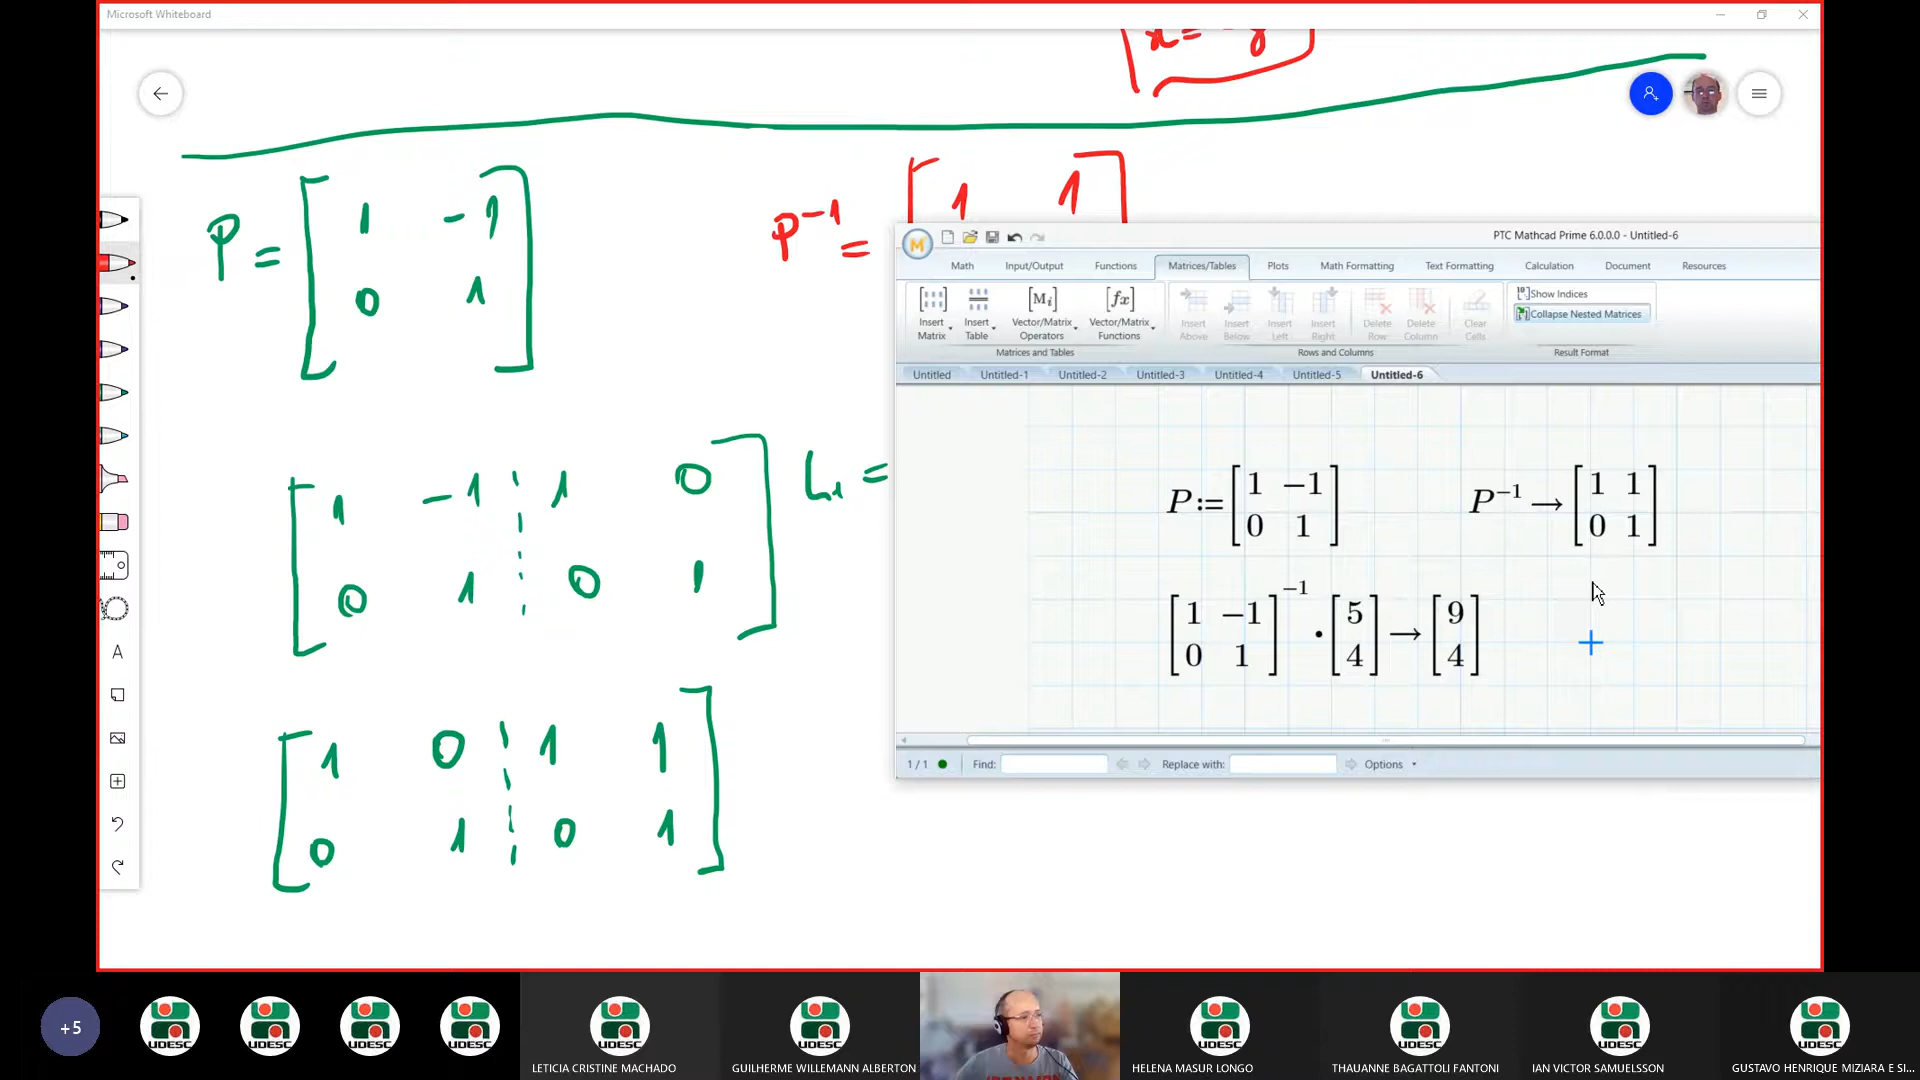 Microsoft Whiteboard
x = - y
P = [ 1 -1
0 1 ]
P⁻¹ = [ 1 1
PTC Mathcad Prime 6.0.0.0 - Untitled-6
Math Input/Output Functions Matrices/Tables Plots Math Formatting Text Formatting Calculation Document Resources
Insert Matrix
Insert Table
Vector/Matrix Operators
Vector/Matrix Functions
Insert Above
Insert Below
Insert Left
Insert Right
Delete Row
Delete Column
Clear Cells
Show Indices
Collapse Nested Matrices
Matrices and Tables
Rows and Columns
Result Format
Untitled Untitled-1 Untitled-2 Untitled-3 Untitled-4 Untitled-5 Untitled-6
P := [ 1 −1
0 1 ]
P⁻¹ → [ 1 1
0 1 ]
[ 1 −1
0 1 ]⁻¹ · [ 5
4 ] → [ 9
4 ]
1 / 1 Find: Replace with: Options
[ 1 -1 ¦ 1 0
0 1 ¦ 0 1 ]
L₁ =
[ 1 0 ¦ 1 1
0 1 ¦ 0 1 ]
A
+5
UDESC
UDESC
UDESC
UDESC
UDESC
LETICIA CRISTINE MACHADO
UDESC
GUILHERME WILLEMANN ALBERTON
UDESC
HELENA MASUR LONGO
UDESC
THAUANNE BAGATTOLI FANTONI
UDESC
IAN VICTOR SAMUELSSON
UDESC
GUSTAVO HENRIQUE MIZIARA E SI...